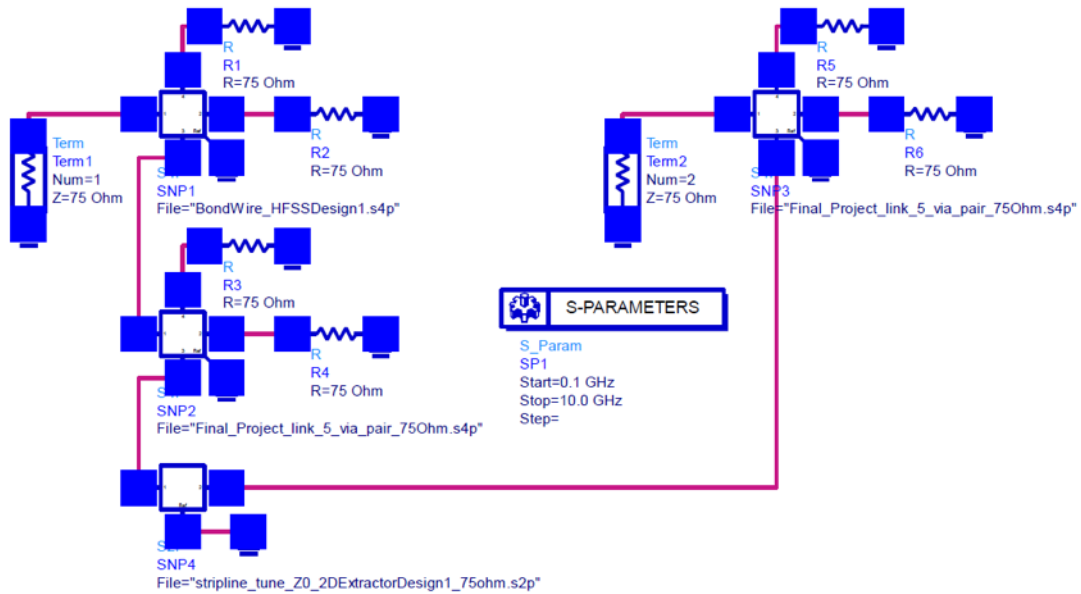 R
R1
R=75 Ohm
Term
Term1
Num=1
Z=75 Ohm
R
R2
R=75 Ohm
SNP1
File="BondWire_HFSSDesign1.s4p"
R
R3
R=75 Ohm
R
R4
R=75 Ohm
SNP2
File="Final_Project_link_5_via_pair_75Ohm.s4p"
SNP4
File="stripline_tune_Z0_2DExtractorDesign1_75ohm.s2p"
S-PARAMETERS
S_Param
SP1
Start=0.1 GHz
Stop=10.0 GHz
Step=
R
R5
R=75 Ohm
Term
Term2
Num=2
Z=75 Ohm
R
R6
R=75 Ohm
SNP3
File="Final_Project_link_5_via_pair_75Ohm.s4p"